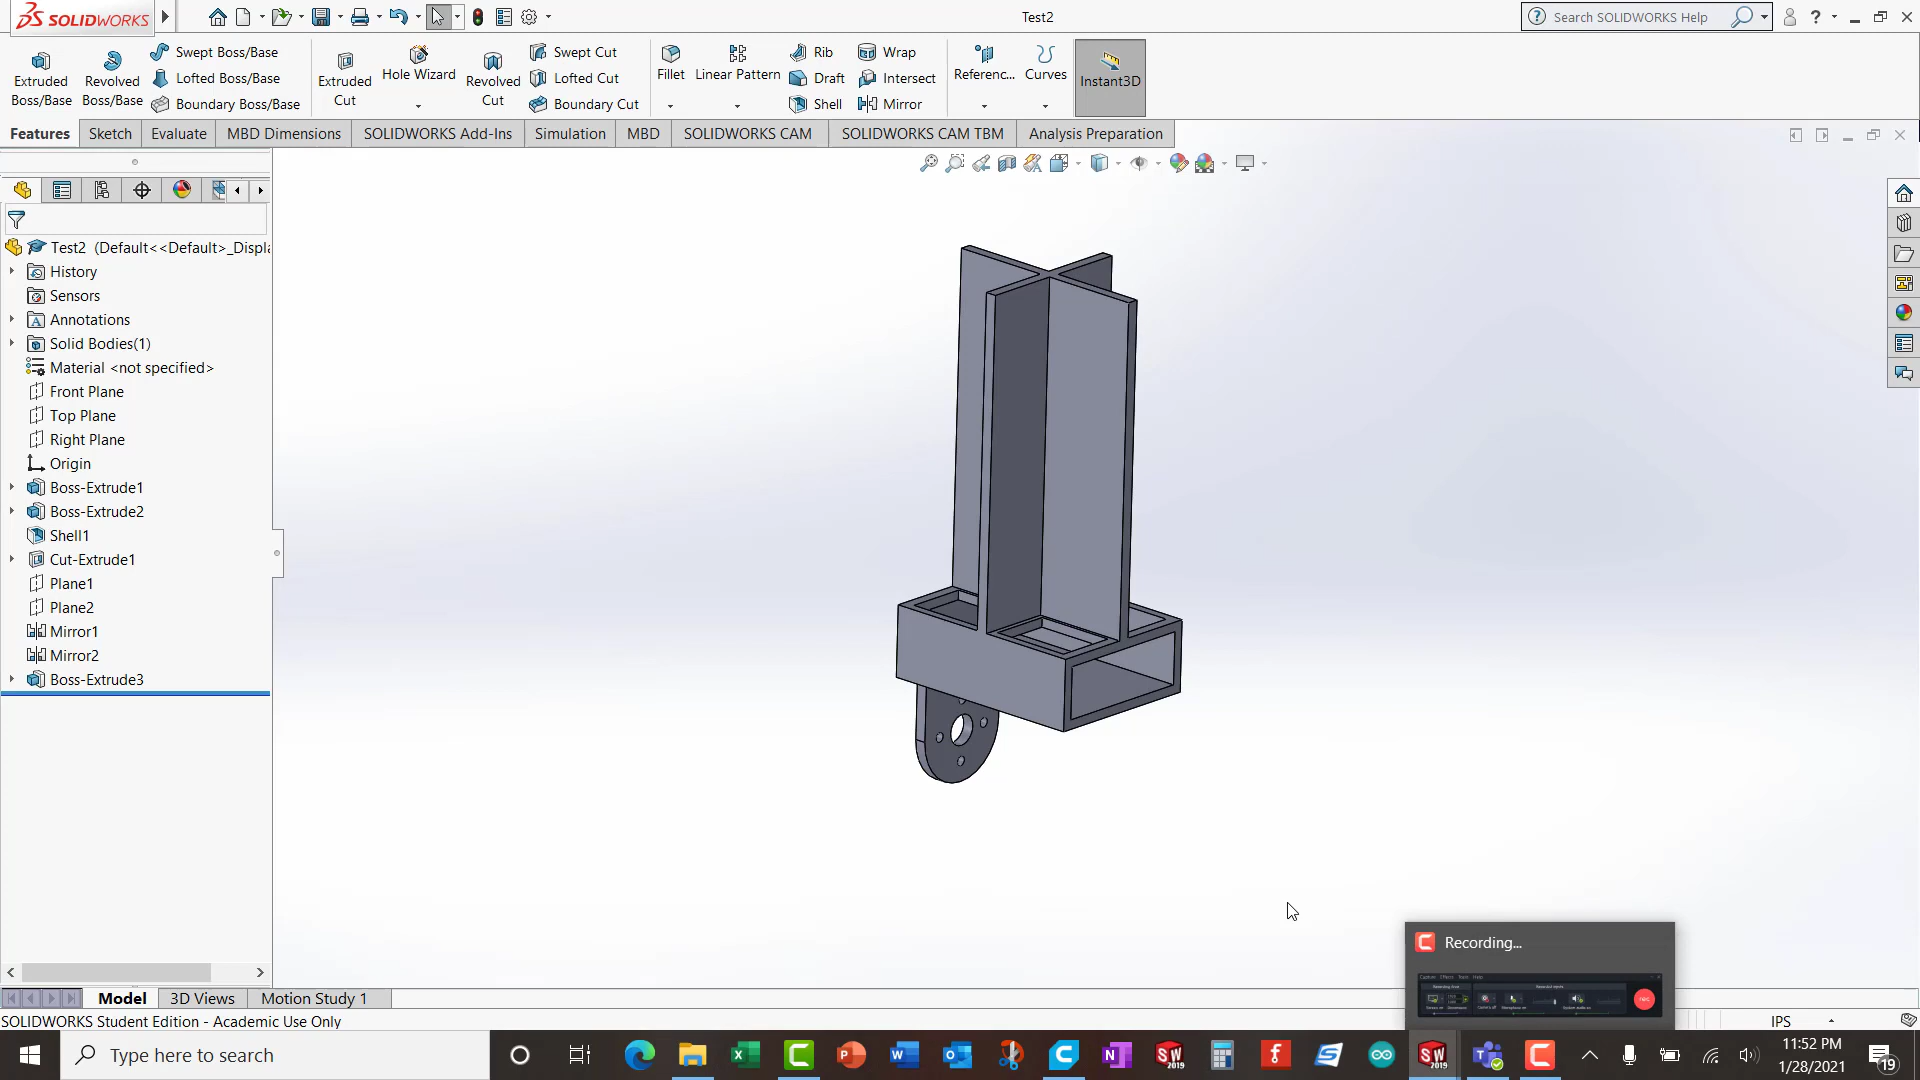 SOLIDWORKS
Test2
Search SOLIDWORKS Help
Extruded Boss/Base
Revolved Boss/Base
Swept Boss/Base
Lofted Boss/Base
Boundary Boss/Base
Extruded Cut
Hole Wizard
Revolved Cut
Swept Cut
Lofted Cut
Boundary Cut
Fillet
Linear Pattern
Rib
Draft
Shell
Wrap
Intersect
Mirror
Referenc...
Curves
Instant3D
Features
Sketch
Evaluate
MBD Dimensions
SOLIDWORKS Add-Ins
Simulation
MBD
SOLIDWORKS CAM
SOLIDWORKS CAM TBM
Analysis Preparation
Test2 (Default<<Default>_Displa
History
Sensors
Annotations
Solid Bodies(1)
Material <not specified>
Front Plane
Top Plane
Right Plane
Origin
Boss-Extrude1
Boss-Extrude2
Shell1
Cut-Extrude1
Plane1
Plane2
Mirror1
Mirror2
Boss-Extrude3
Recording...
Model
3D Views
Motion Study 1
SOLIDWORKS Student Edition - Academic Use Only
IPS
Type here to search
11:52 PM
1/28/2021
19